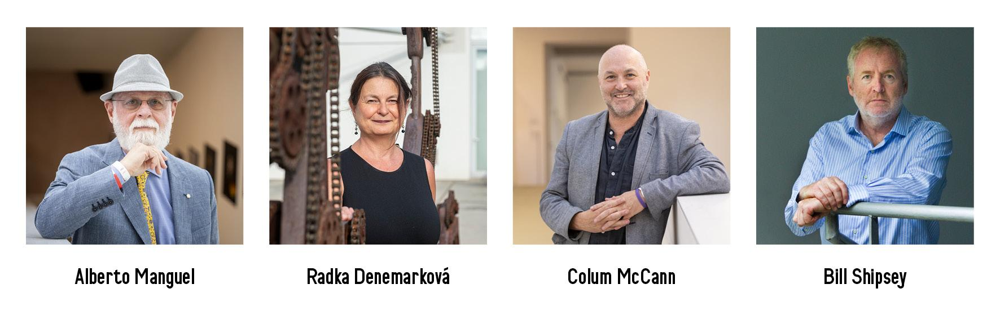 Alberto Manguel
Radka Denemarková
Colum McCann
Bill Shipsey